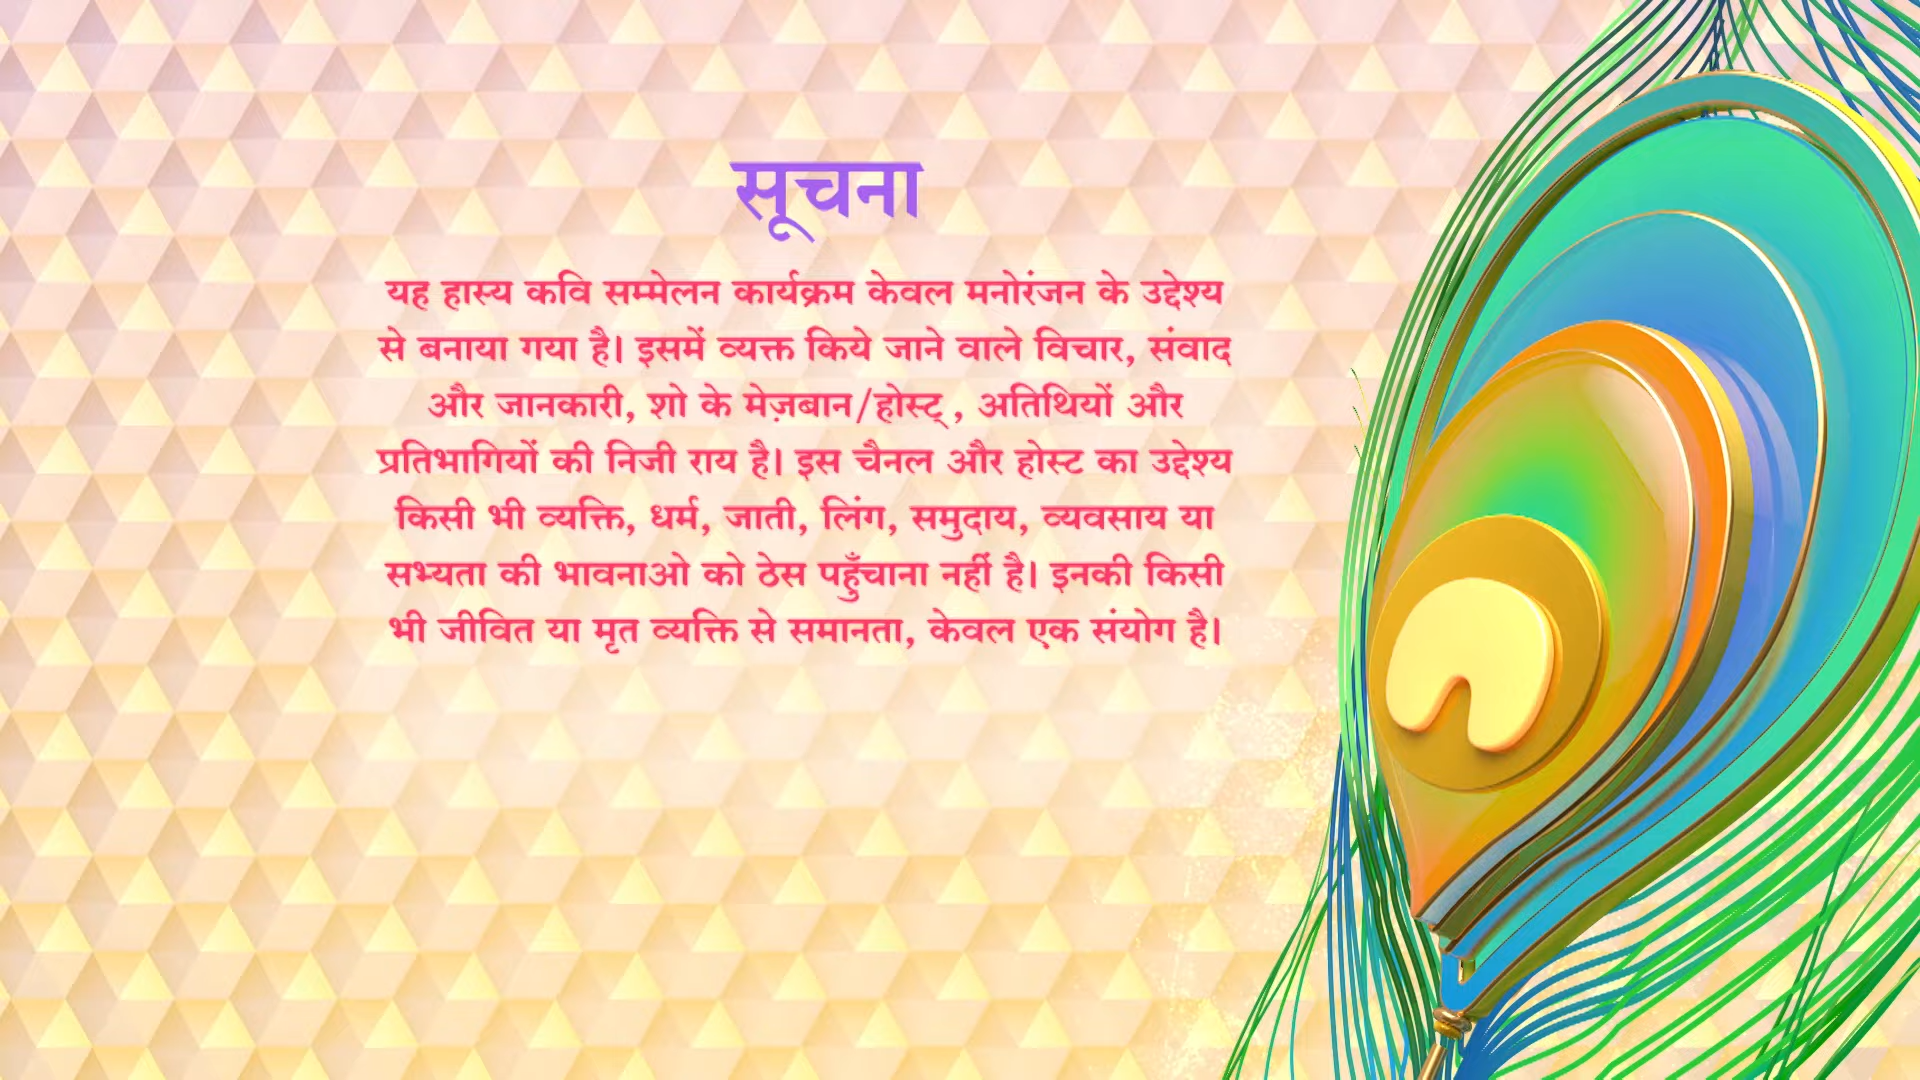 सूचना
यह हास्य कवि सम्मेलन कार्यक्रम केवल मनोरंजन के उद्देश्य
से बनाया गया है। इसमें व्यक्त किये जाने वाले विचार, संवाद
और जानकारी, शो के मेज़बान/होस्ट् , अतिथियों और
प्रतिभागियों की निजी राय है। इस चैनल और होस्ट का उद्देश्य
किसी भी व्यक्ति, धर्म, जाती, लिंग, समुदाय, व्यवसाय या
सभ्यता की भावनाओ को ठेस पहुँचाना नहीं है। इनकी किसी
भी जीवित या मृत व्यक्ति से समानता, केवल एक संयोग है।